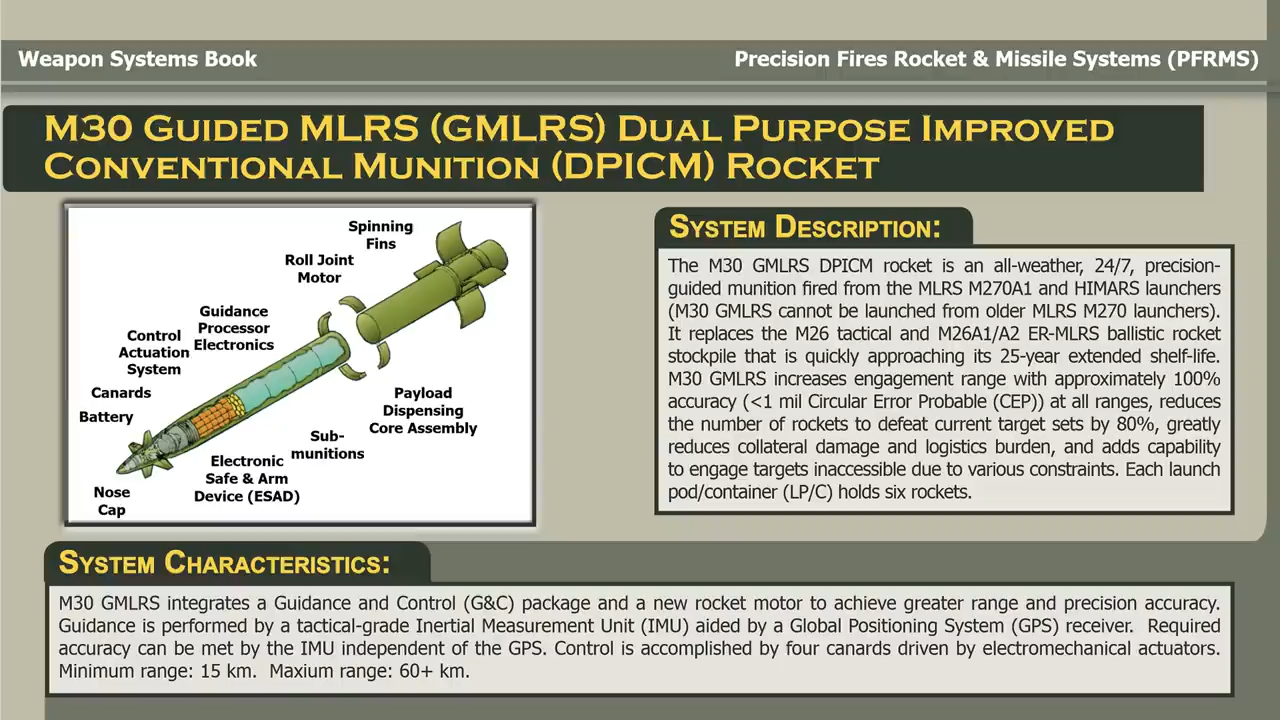 Weapon Systems Book
Precision Fires Rocket & Missile Systems (PFRMS)
M30 GUIDED MLRS (GMLRS) DUAL PURPOSE IMPROVED
CONVENTIONAL MUNITION (DPICM) ROCKET
Spinning
Fins
Roll Joint
Motor
Guidance
Processor
Electronics
Control
Actuation
System
Canards
Battery
Nose
Cap
Electronic
Safe & Arm
Device (ESAD)
Sub-
munitions
Payload
Dispensing
Core Assembly
SYSTEM DESCRIPTION:
The M30 GMLRS DPICM rocket is an all-weather, 24/7, precision-
guided munition fired from the MLRS M270A1 and HIMARS launchers
(M30 GMLRS cannot be launched from older MLRS M270 launchers).
It replaces the M26 tactical and M26A1/A2 ER-MLRS ballistic rocket
stockpile that is quickly approaching its 25-year extended shelf-life.
M30 GMLRS increases engagement range with approximately 100%
accuracy (<1 mil Circular Error Probable (CEP)) at all ranges, reduces
the number of rockets to defeat current target sets by 80%, greatly
reduces collateral damage and logistics burden, and adds capability
to engage targets inaccessible due to various constraints. Each launch
pod/container (LP/C) holds six rockets.
SYSTEM CHARACTERISTICS:
M30 GMLRS integrates a Guidance and Control (G&C) package and a new rocket motor to achieve greater range and precision accuracy.
Guidance is performed by a tactical-grade Inertial Measurement Unit (IMU) aided by a Global Positioning System (GPS) receiver. Required
accuracy can be met by the IMU independent of the GPS. Control is accomplished by four canards driven by electromechanical actuators.
Minimum range: 15 km. Maxium range: 60+ km.